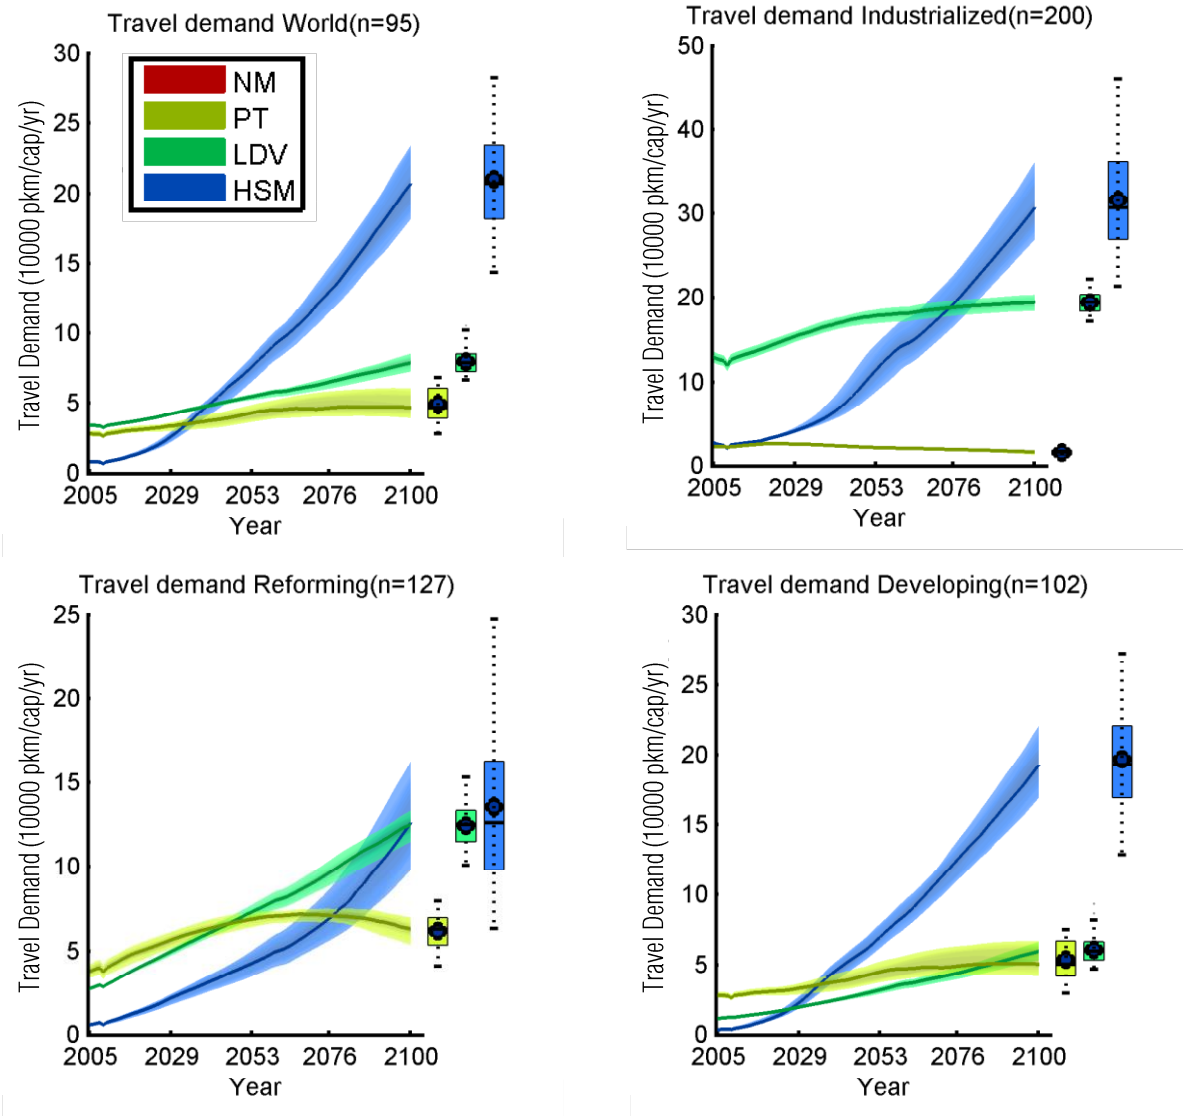 Travel demand World(n=95)
Travel Demand (10000 pkm/cap/yr)
30
25
20
15
10
5
0
NM
PT
LDV
HSM
2005 2029 2053 2076 2100
Year
Travel demand Industrialized(n=200)
Travel Demand (10000 pkm/cap/yr)
50
40
30
20
10
0
2005 2029 2053 2076 2100
Year
Travel demand Reforming(n=127)
Travel Demand (10000 pkm/cap/yr)
25
20
15
10
5
0
2005 2029 2053 2076 2100
Year
Travel demand Developing(n=102)
Travel Demand (10000 pkm/cap/yr)
30
25
20
15
10
5
0
2005 2029 2053 2076 2100
Year